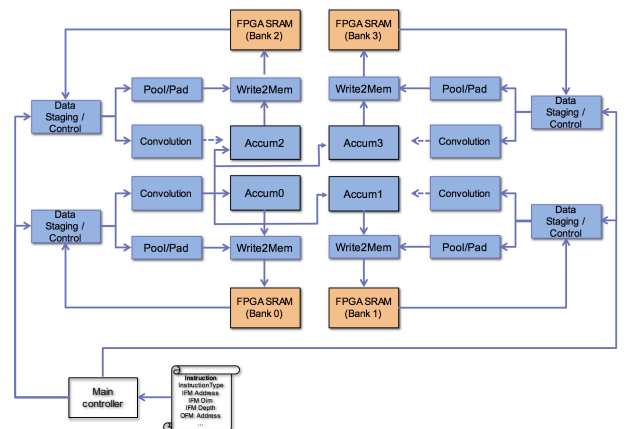 FPGA SRAM
(Bank 2)
FPGA SRAM
(Bank 3)
Pool/Pad
Write2Mem
Write2Mem
Pool/Pad
Data
Staging /
Control
Data
Staging /
Control
Convolution
Accum2
Accum3
Convolution
Convolution
Accum0
Accum1
Convolution
Data
Staging /
Control
Data
Staging /
Control
Pool/Pad
Write2Mem
Write2Mem
Pool/Pad
FPGA SRAM
(Bank 0)
FPGA SRAM
(Bank 1)
Main
controller
Instruction
InstructionType
IFM Address
IFM Dim
IFM Depth
OFM Address
...